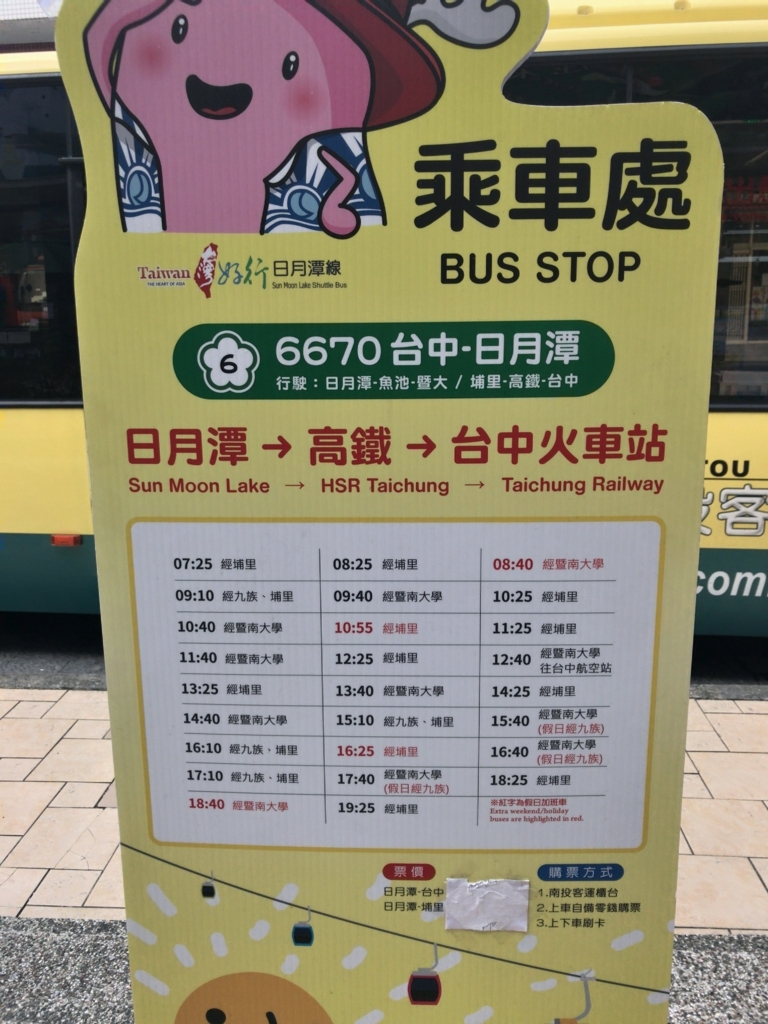 乘車處
BUS STOP
Taiwan 灣 好行 日月潭線
THE HEART OF ASIA Sun Moon Lake Shuttle Bus
6 6670 台中-日月潭
行駛：日月潭-魚池-暨大 / 埔里-高鐵-台中
日月潭 → 高鐵 → 台中火車站
Sun Moon Lake → HSR Taichung → Taichung Railway
07:25 經埔里 08:25 經埔里 08:40 經暨南大學
09:10 經九族、埔里 09:40 經暨南大學 10:25 經埔里
10:40 經暨南大學 10:55 經埔里 11:25 經埔里
11:40 經暨南大學 12:25 經埔里 12:40 經暨南大學 往台中航空站
13:25 經埔里 13:40 經暨南大學 14:25 經埔里
14:40 經暨南大學 15:10 經九族、埔里 15:40 經暨南大學 (假日經九族)
16:10 經九族、埔里 16:25 經埔里 16:40 經暨南大學 (假日經九族)
17:10 經九族、埔里 17:40 經暨南大學 (假日經九族) 18:25 經埔里
18:40 經暨南大學 19:25 經埔里 ※紅字為假日加班車
Extra weekend/holiday
buses are highlighted in red.
票價
日月潭-台中
日月潭-埔里
購票方式
1.南投客運櫃台
2.上車自備零錢購票
3.上下車刷卡
TOU
客
com